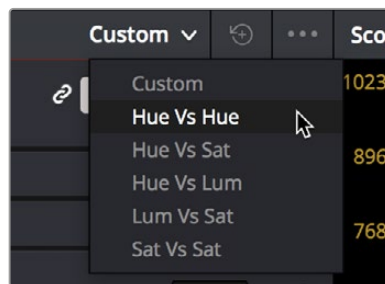 Custom
Sco
1023
Custom
Hue Vs Hue
Hue Vs Sat
896
Hue Vs Lum
Lum Vs Sat
768
Sat Vs Sat